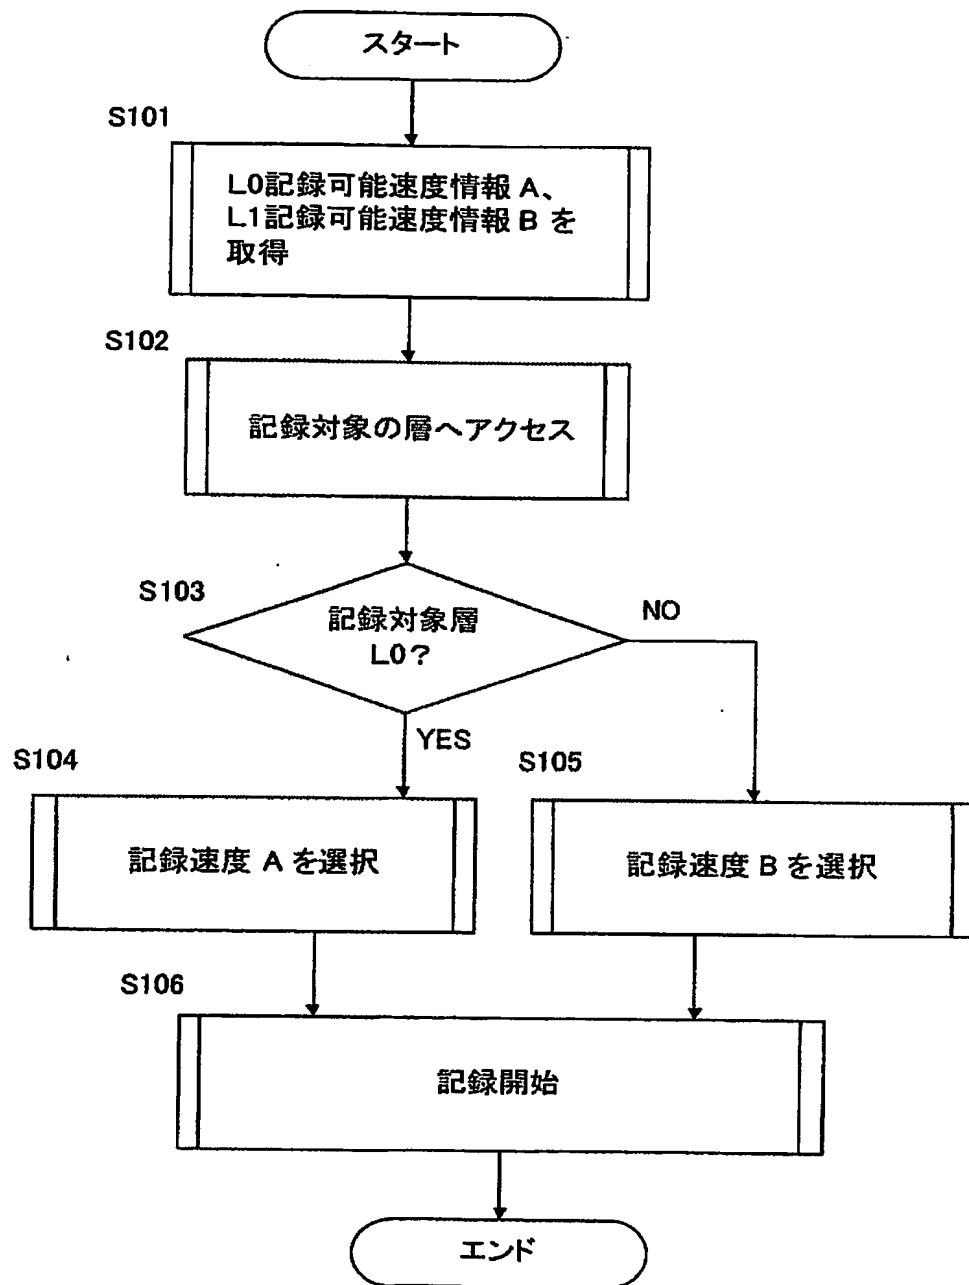 スタート
S101
L0記録可能速度情報 A、
L1記録可能速度情報 B を
取得
S102
記録対象の層へアクセス
S103
記録対象層
L0?
NO
YES
S104
記録速度 A を選択
S105
記録速度 B を選択
S106
記録開始
エンド